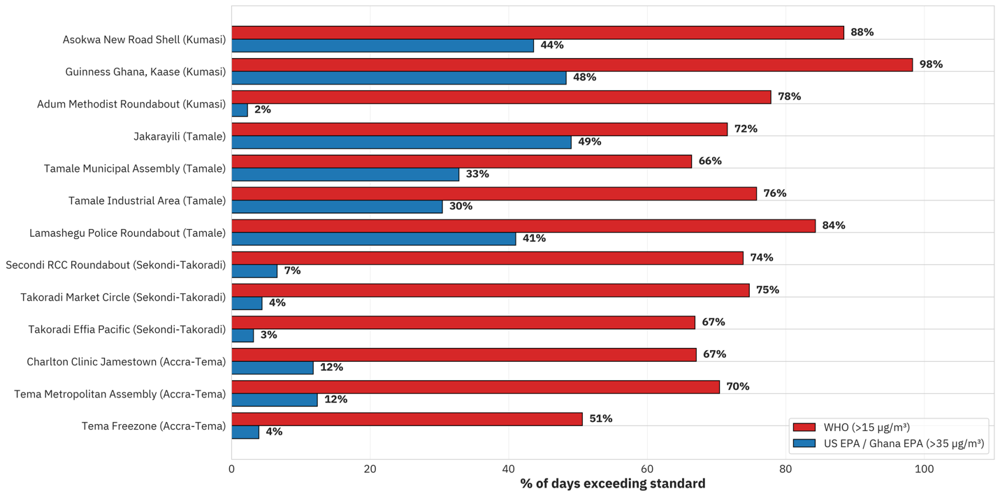 Asokwa New Road Shell (Kumasi)
88%
44%
Guinness Ghana, Kaase (Kumasi)
98%
48%
Adum Methodist Roundabout (Kumasi)
78%
2%
Jakarayili (Tamale)
72%
49%
Tamale Municipal Assembly (Tamale)
66%
33%
Tamale Industrial Area (Tamale)
76%
30%
Lamashegu Police Roundabout (Tamale)
84%
41%
Secondi RCC Roundabout (Sekondi-Takoradi)
74%
7%
Takoradi Market Circle (Sekondi-Takoradi)
75%
4%
Takoradi Effia Pacific (Sekondi-Takoradi)
67%
3%
Charlton Clinic Jamestown (Accra-Tema)
67%
12%
Tema Metropolitan Assembly (Accra-Tema)
70%
12%
Tema Freezone (Accra-Tema)
51%
4%
WHO (>15 µg/m³)
US EPA / Ghana EPA (>35 µg/m³)
0 20 40 60 80 100
% of days exceeding standard